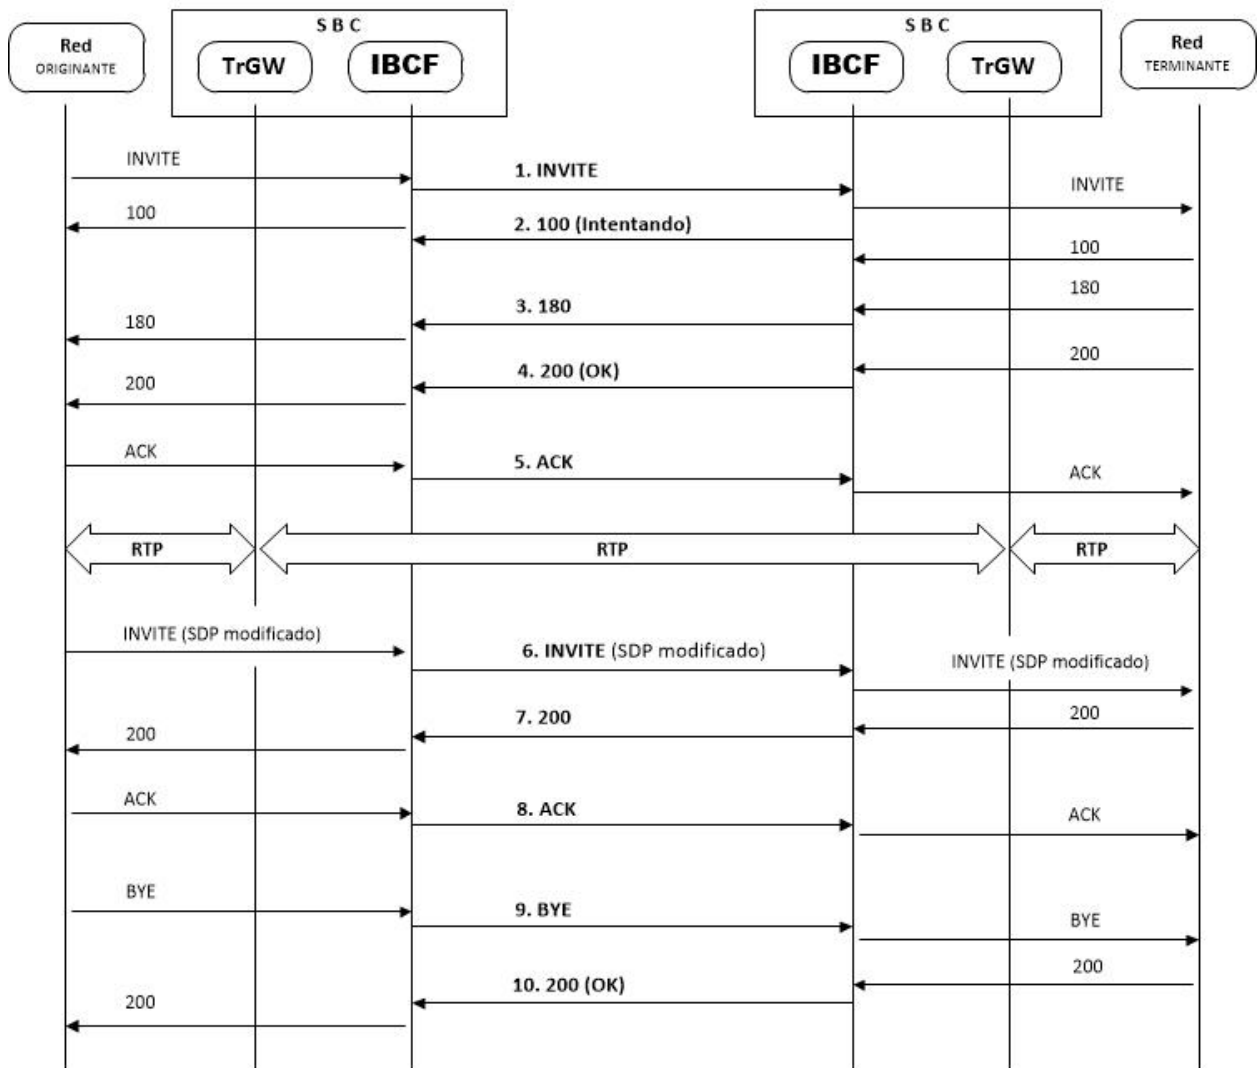 S B C
S B C
Red
ORIGINANTE
TrGW
IBCF
IBCF
TrGW
Red
TERMINANTE
INVITE
1. INVITE
INVITE
100
2. 100 (Intentando)
100
180
3. 180
180
200
4. 200 (OK)
200
ACK
5. ACK
ACK
RTP
RTP
RTP
INVITE (SDP modificado)
6. INVITE (SDP modificado)
INVITE (SDP modificado)
200
7. 200
200
ACK
8. ACK
ACK
BYE
9. BYE
BYE
200
10. 200 (OK)
200